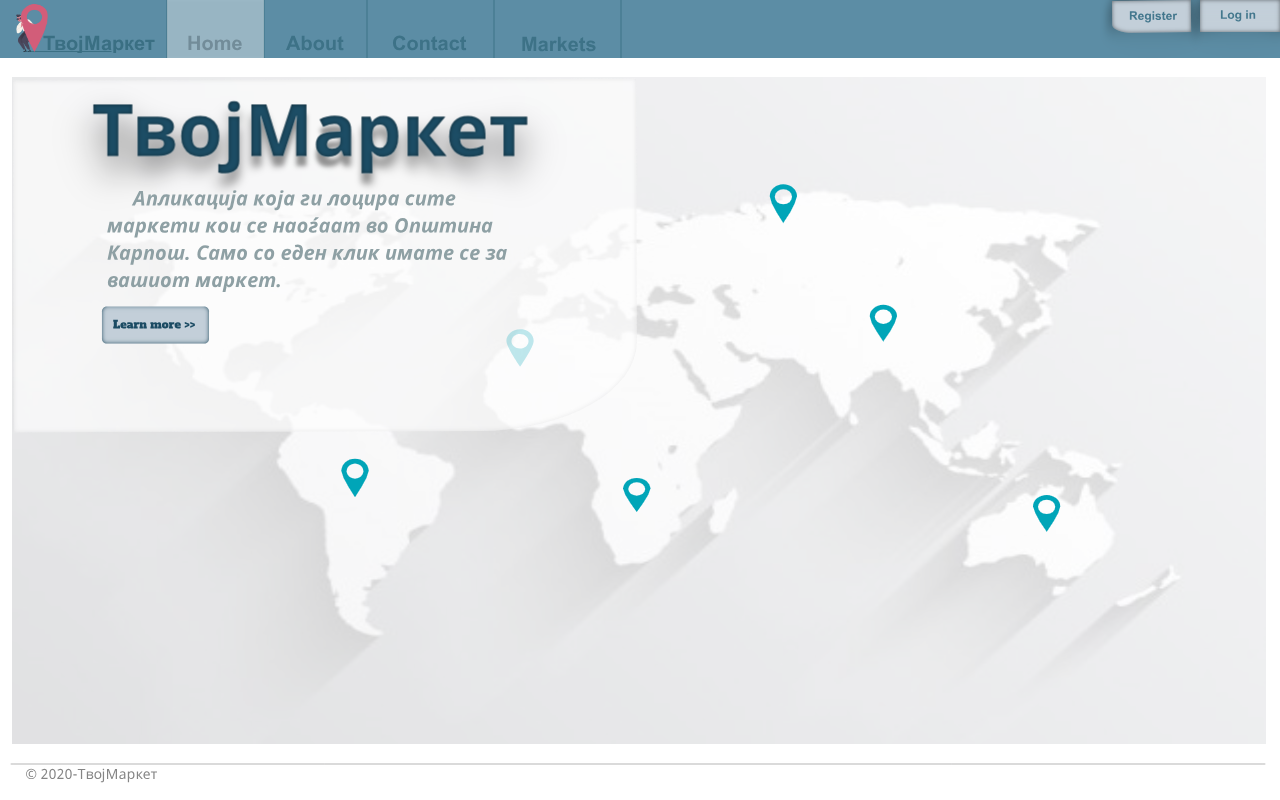 ТвојМаркет
Home
About
Contact
Markets
Register
Log in
ТвојМаркет
Апликација која ги лоцира сите
маркети кои се наоѓаат во Општина
Карпош. Само со еден клик имате се за
вашиот маркет.
Learn more >>
© 2020-ТвојМаркет